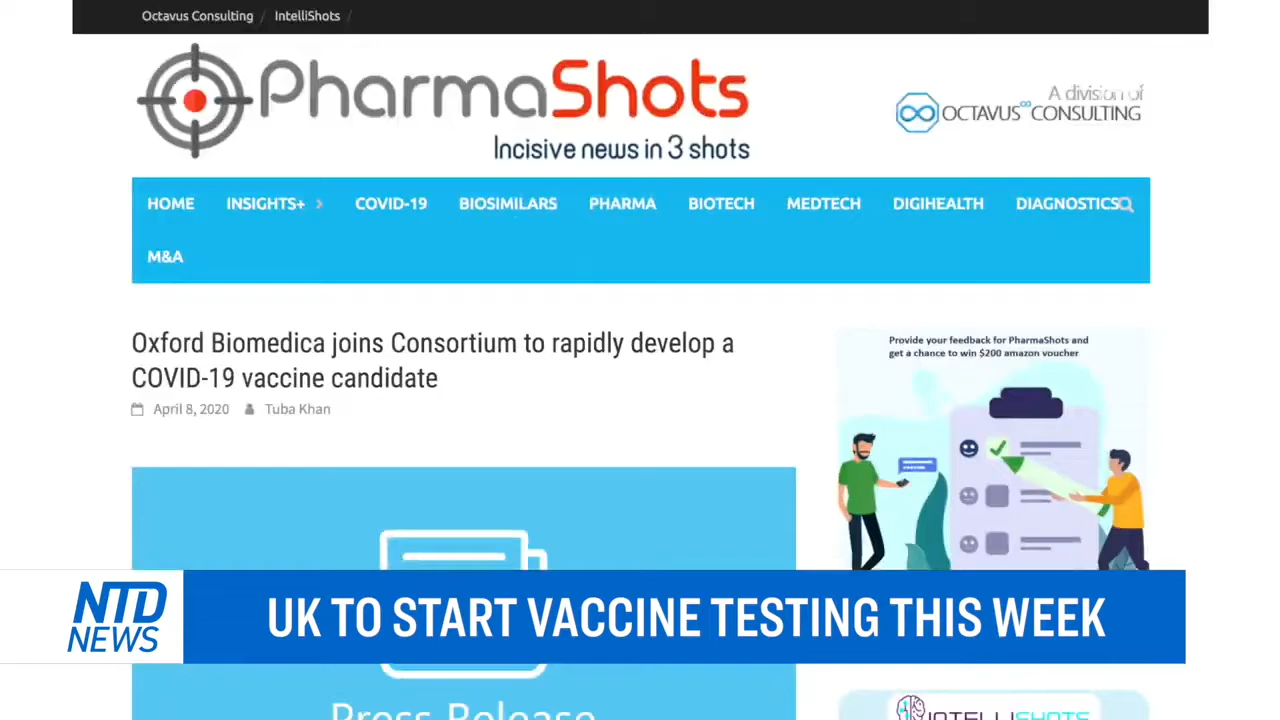 Octavus Consulting / IntelliShots /
PharmaShots
Incisive news in 3 shots
A division of
OCTAVUS CONSULTING
HOME INSIGHTS+ COVID-19 BIOSIMILARS PHARMA BIOTECH MEDTECH DIGIHEALTH DIAGNOSTICS
M&A
Oxford Biomedica joins Consortium to rapidly develop a
COVID-19 vaccine candidate
April 8, 2020 Tuba Khan
Provide your feedback for PharmaShots and
get a chance to win $200 amazon voucher
NTD
NEWS
UK TO START VACCINE TESTING THIS WEEK
Press Release
INTELLISHOTS